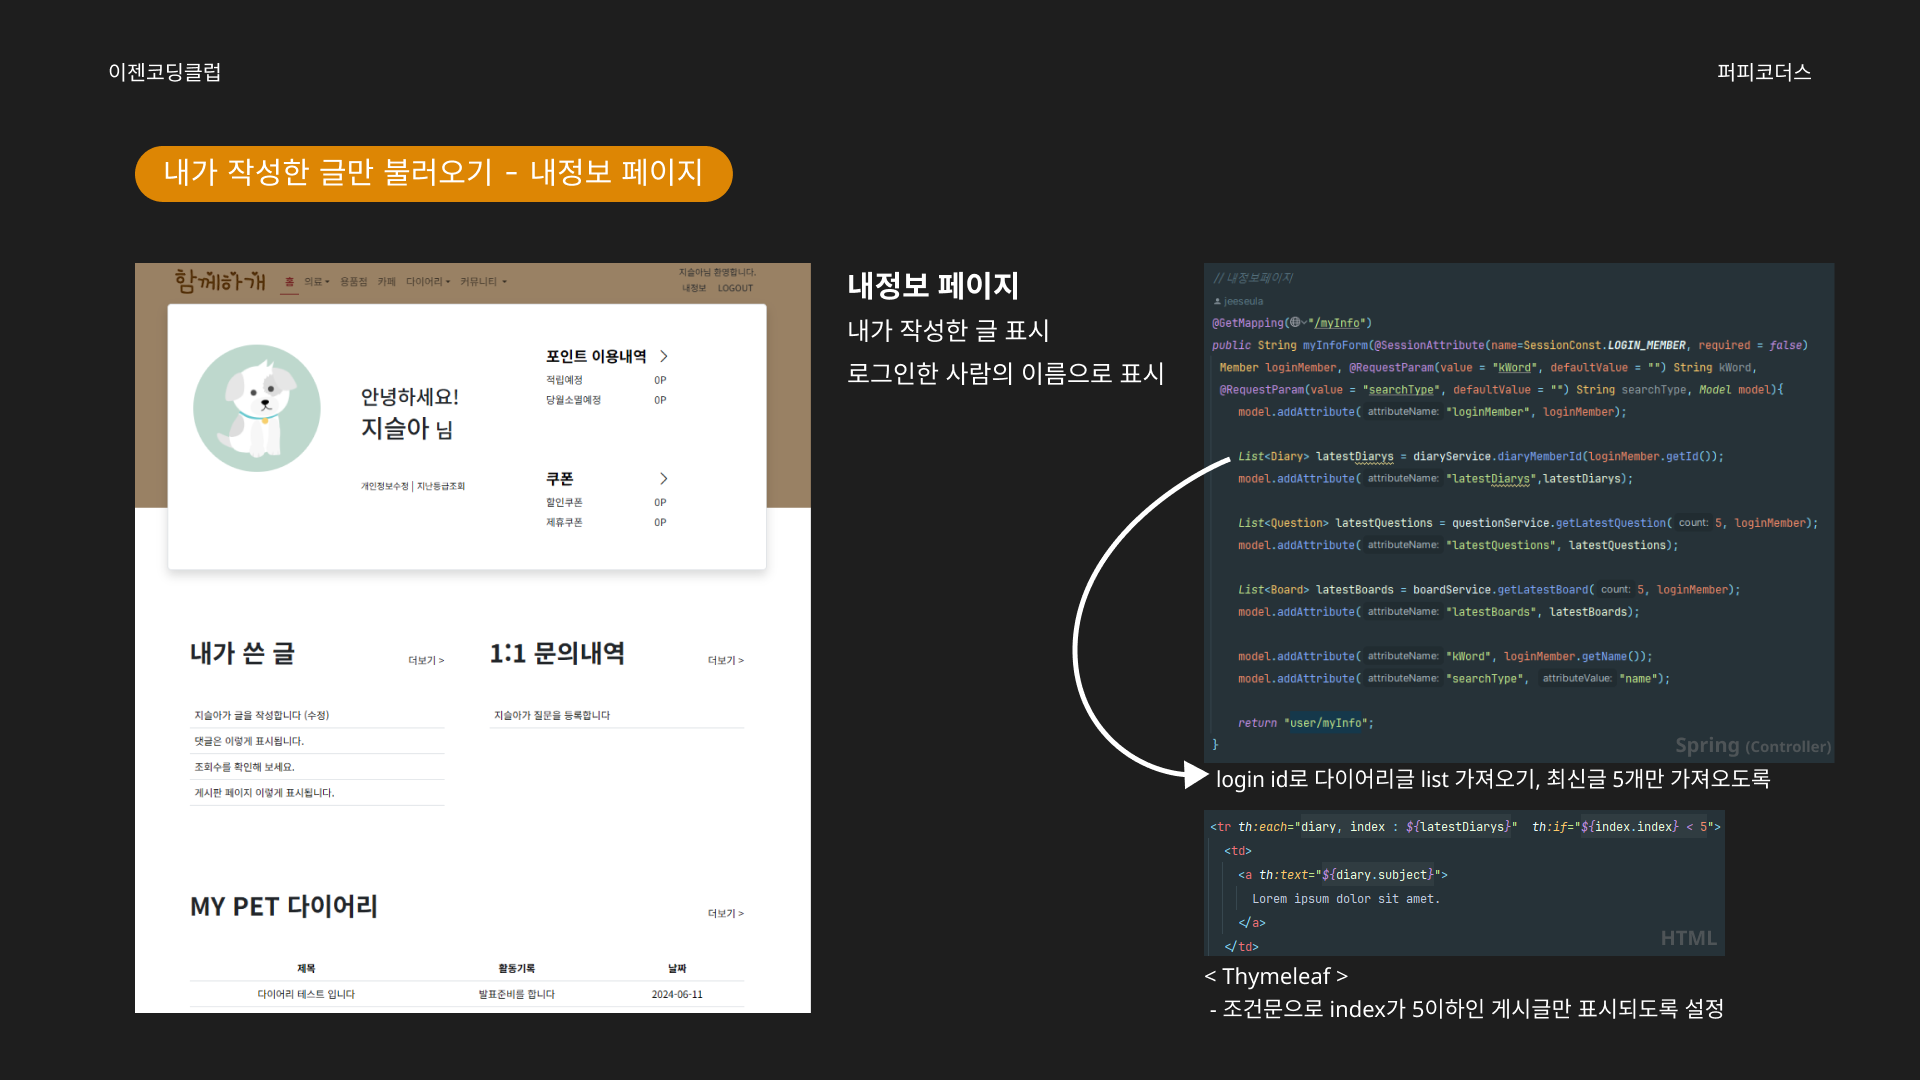 이젠코딩클럽
퍼피코더스
내가 작성한 글만 불러오기 - 내정보 페이지
함께하개
홈 의료 용품점 카페 다이어리 커뮤니티
지슬아님 환영합니다.
내정보 LOGOUT
안녕하세요!
지슬아 님
개인정보수정 | 지난등급조회
포인트 이용내역
적립예정 0P
당월소멸예정 0P
쿠폰
할인쿠폰 0P
제휴쿠폰 0P
내가 쓴 글 더보기 >
지슬아가 글을 작성합니다 (수정)
댓글은 이렇게 표시됩니다.
조회수를 확인해 보세요.
게시판 페이지 이렇게 표시됩니다.
1:1 문의내역 더보기 >
지슬아가 질문을 등록합니다
MY PET 다이어리 더보기 >
제목 활동기록 날짜
다이어리 테스트 입니다 발표준비를 합니다 2024-06-11
내정보 페이지
내가 작성한 글 표시
로그인한 사람의 이름으로 표시
// 내정보페이지
jeeseula
@GetMapping("/myInfo")
public String myInfoForm(@SessionAttribute(name=SessionConst.LOGIN_MEMBER, required = false)
Member loginMember, @RequestParam(value = "kWord", defaultValue = "") String kWord,
@RequestParam(value = "searchType", defaultValue = "") String searchType, Model model){
model.addAttribute( attributeName: "loginMember", loginMember);
List<Diary> latestDiarys = diaryService.diaryMemberId(loginMember.getId());
model.addAttribute( attributeName: "latestDiarys",latestDiarys);
List<Question> latestQuestions = questionService.getLatestQuestion( count: 5, loginMember);
model.addAttribute( attributeName: "latestQuestions", latestQuestions);
List<Board> latestBoards = boardService.getLatestBoard( count: 5, loginMember);
model.addAttribute( attributeName: "latestBoards", latestBoards);
model.addAttribute( attributeName: "kWord", loginMember.getName());
model.addAttribute( attributeName: "searchType", attributeValue: "name");
return "user/myInfo";
}
Spring (Controller)
login id로 다이어리글 list 가져오기, 최신글 5개만 가져오도록
<tr th:each="diary, index : ${latestDiarys}" th:if="${index.index} < 5">
<td>
<a th:text="${diary.subject}">
Lorem ipsum dolor sit amet.
</a>
</td>
HTML
< Thymeleaf >
- 조건문으로 index가 5이하인 게시글만 표시되도록 설정